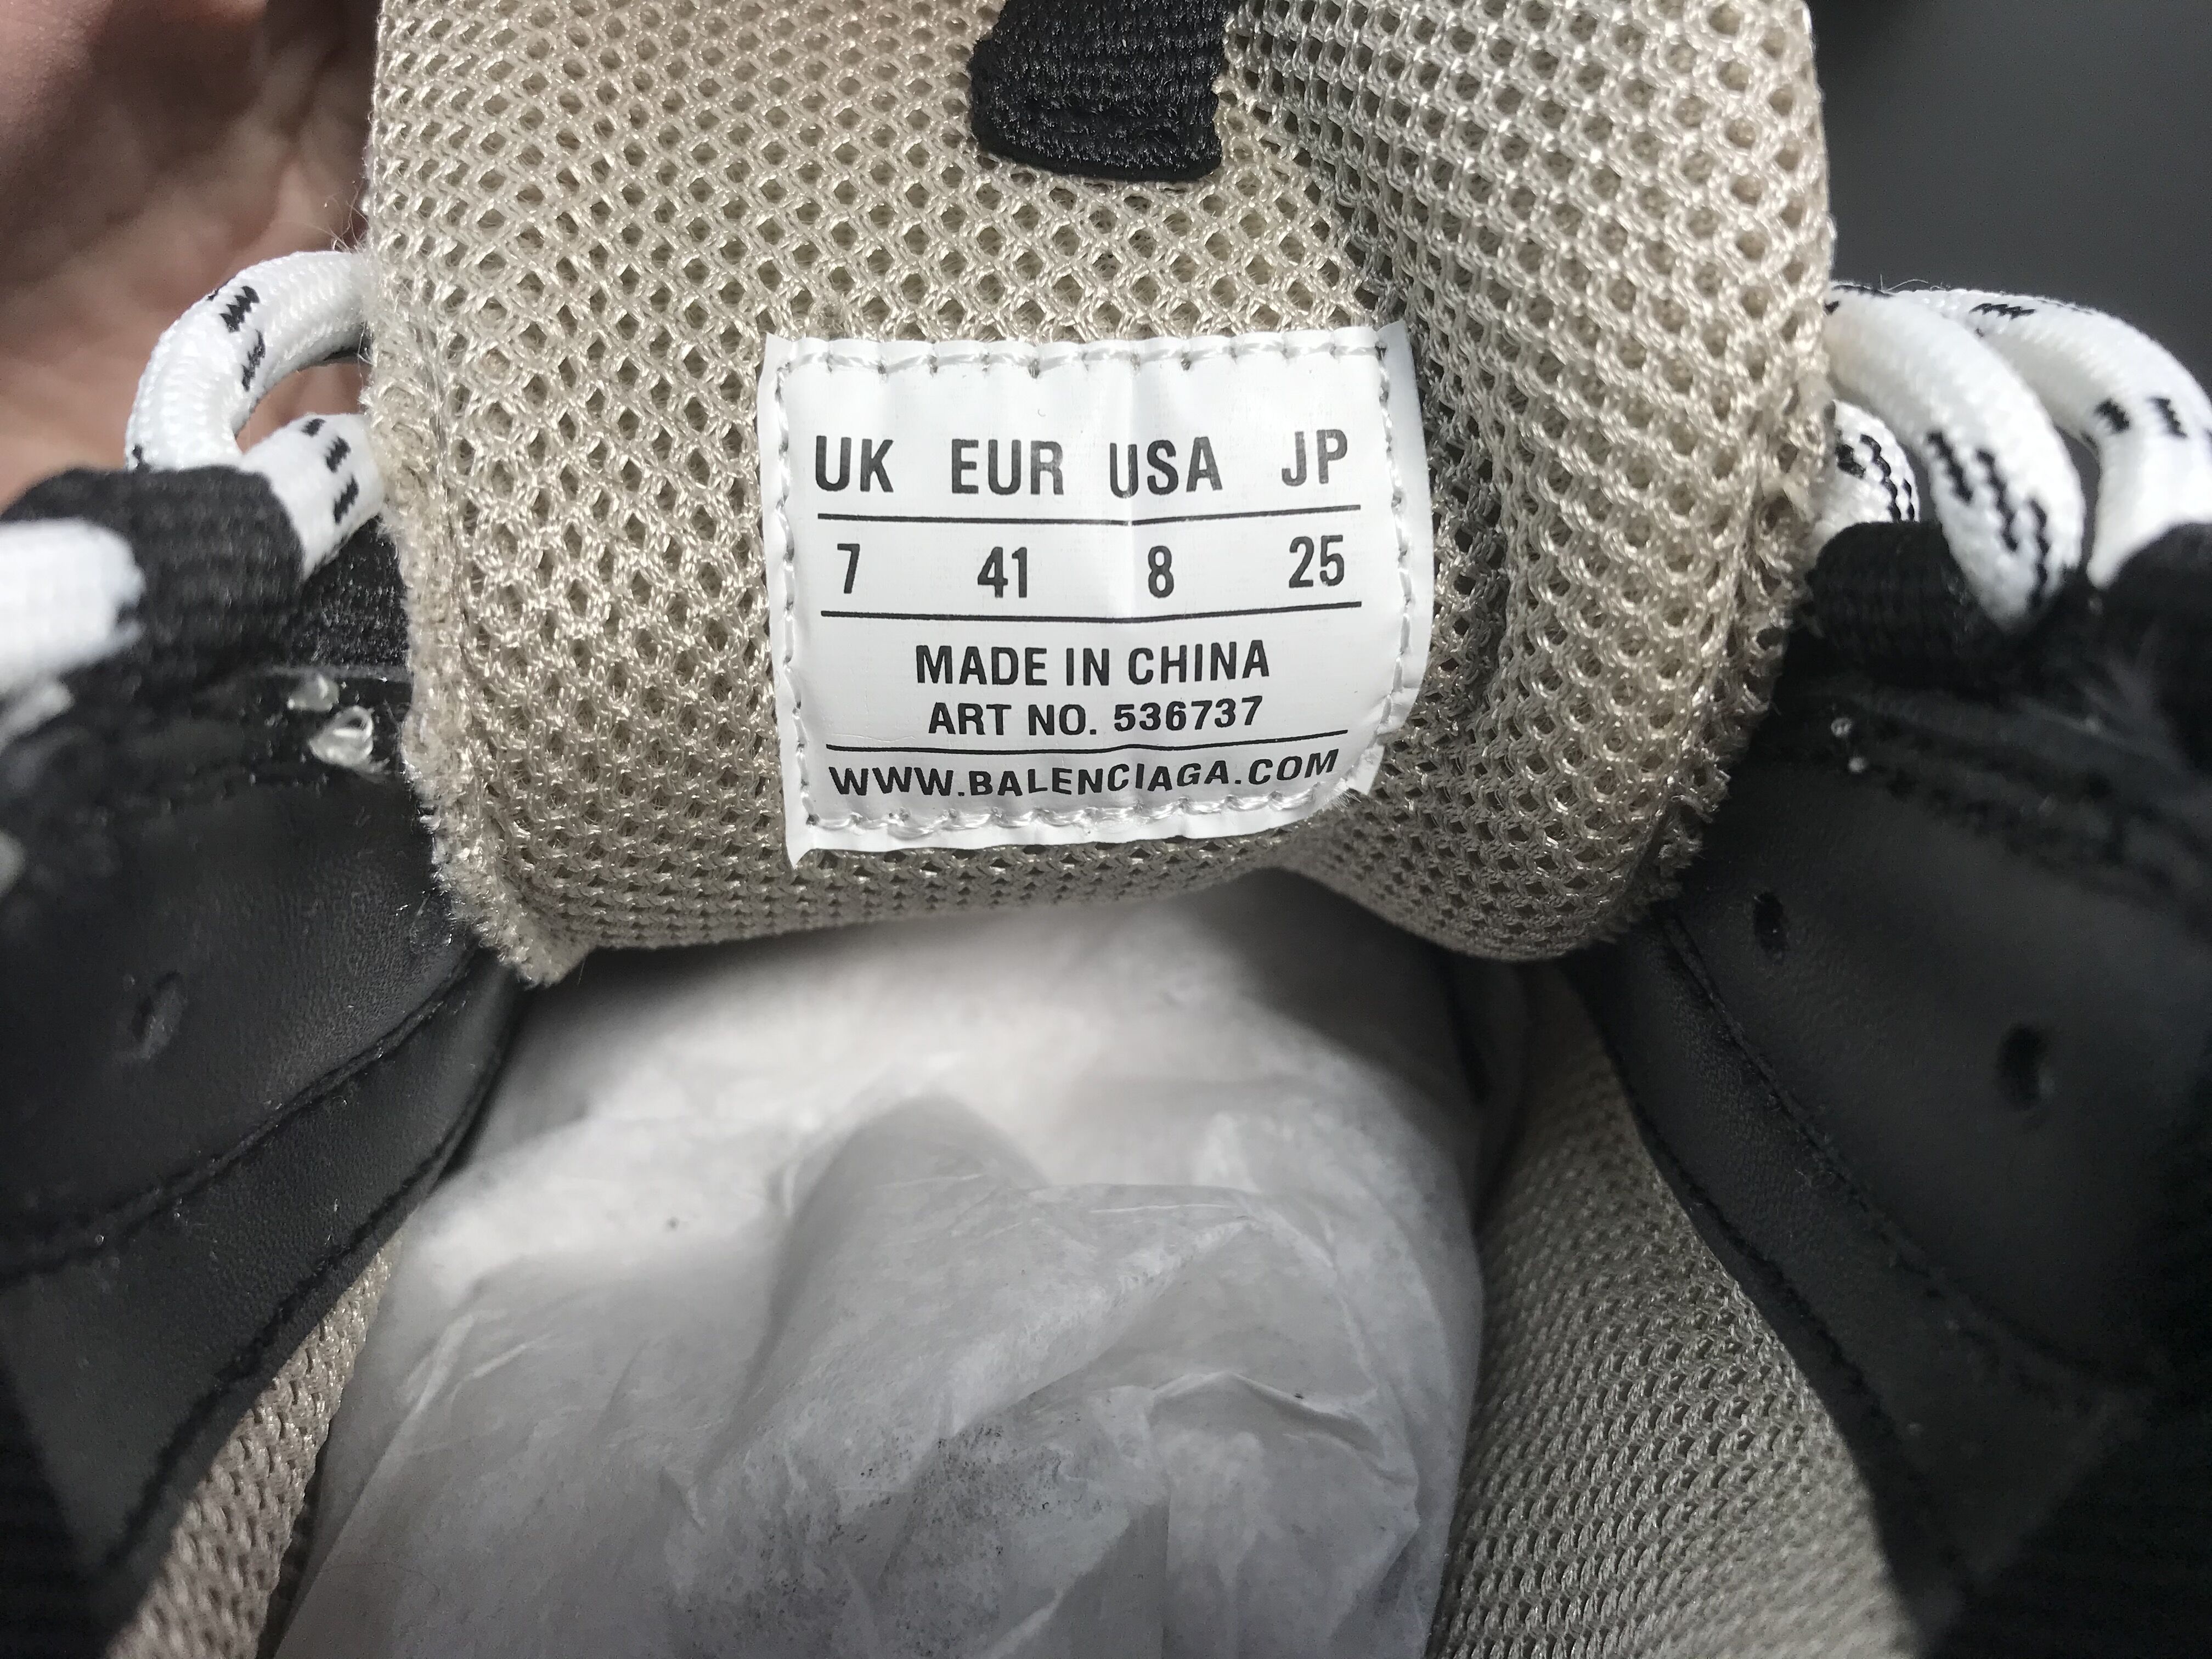 UK EUR USA JP
7 41 8 25
MADE IN CHINA
ART NO. 536737
WWW.BALENCIAGA.COM